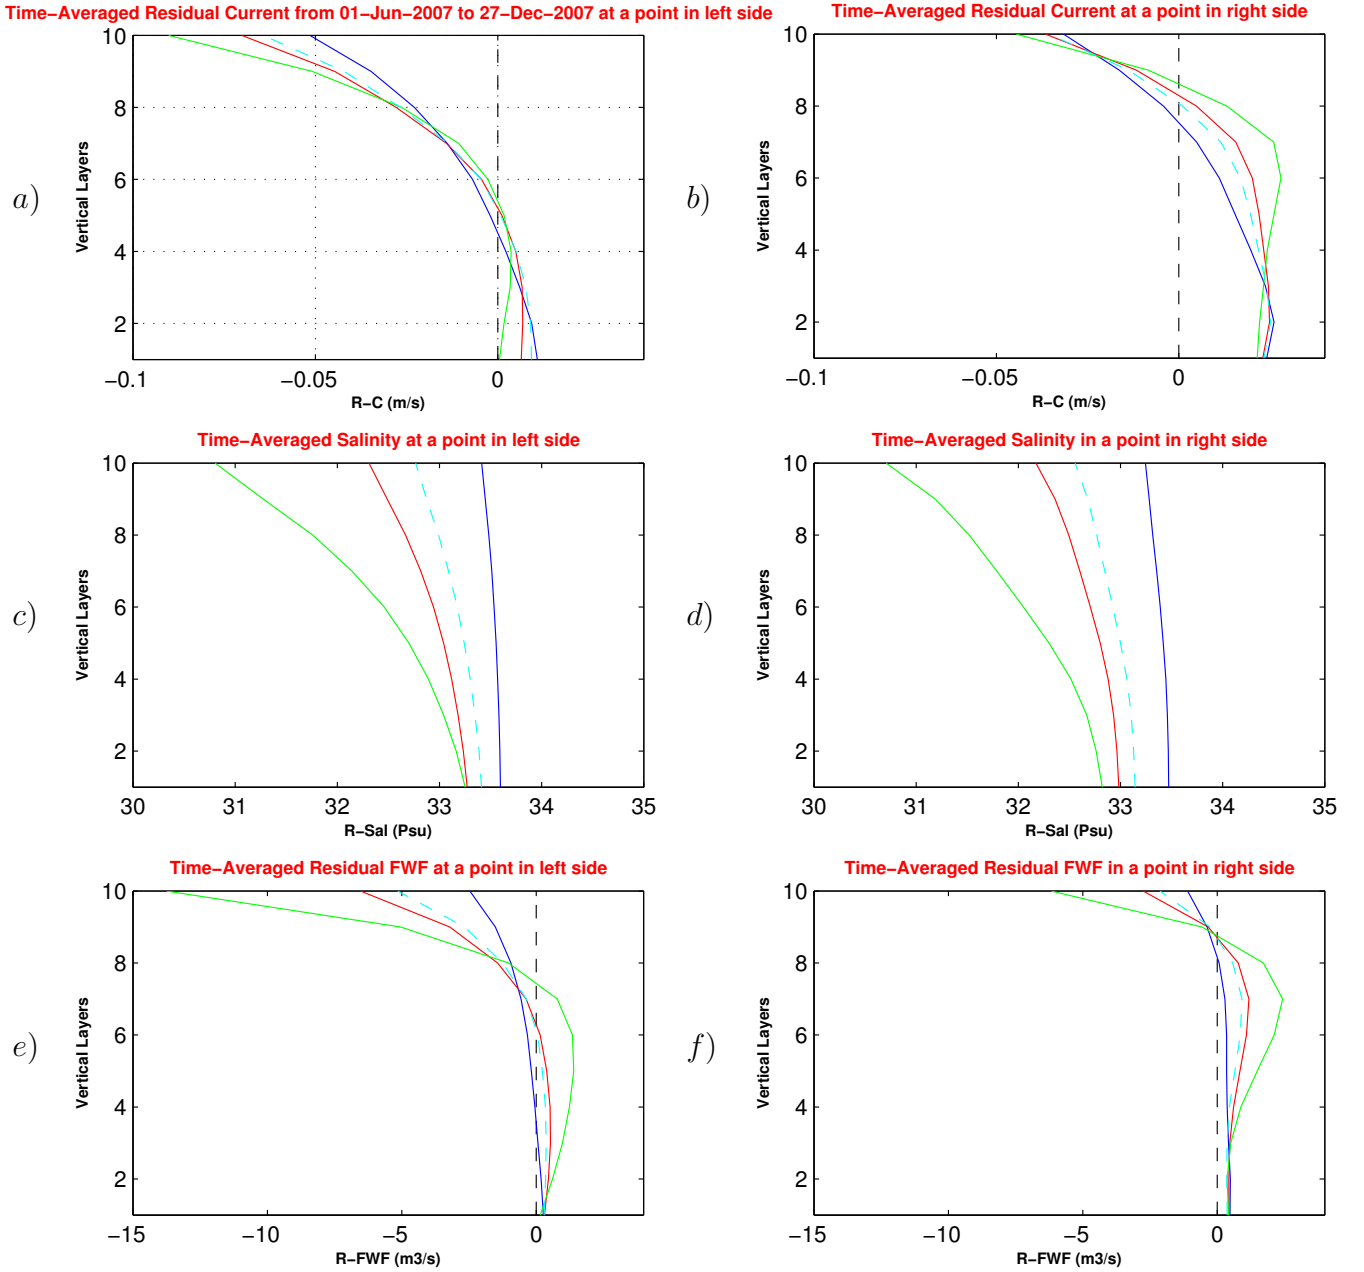 Time-Averaged Residual Current from 01-Jun-2007 to 27-Dec-2007 at a point in left side
a)
Vertical Layers
10
8
6
4
2
-0.1
-0.05
0
R-C (m/s)
Time-Averaged Residual Current at a point in right side
b)
Vertical Layers
10
8
6
4
2
-0.1
-0.05
0
R-C (m/s)
Time-Averaged Salinity at a point in left side
c)
Vertical Layers
10
8
6
4
2
30
31
32
33
34
35
R-Sal (Psu)
Time-Averaged Salinity in a point in right side
d)
Vertical Layers
10
8
6
4
2
30
31
32
33
34
35
R-Sal (Psu)
Time-Averaged Residual FWF at a point in left side
e)
Vertical Layers
10
8
6
4
2
-15
-10
-5
0
R-FWF (m3/s)
Time-Averaged Residual FWF in a point in right side
f)
Vertical Layers
10
8
6
4
2
-15
-10
-5
0
R-FWF (m3/s)